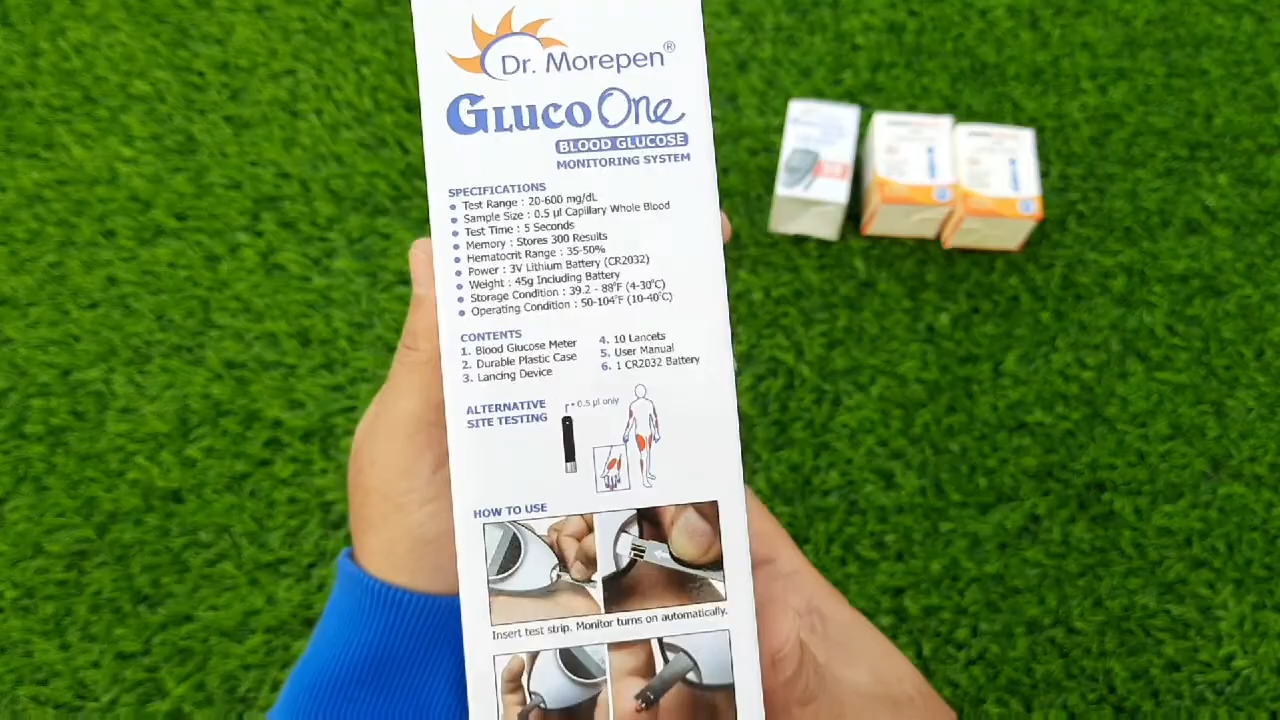 Dr. Morepen®
GLUCO One
BLOOD GLUCOSE
MONITORING SYSTEM
SPECIFICATIONS
Test Range : 20-600 mg/dL
Sample Size : 0.5 µl Capillary Whole Blood
Test Time : 5 Seconds
Memory : Stores 300 Results
Hematocrit Range : 35-50%
Power : 3V Lithium Battery (CR2032)
Weight : 45g Including Battery
Storage Condition : 39.2 - 88°F (4-30°C)
Operating Condition : 50-104°F (10-40°C)
CONTENTS
1. Blood Glucose Meter
2. Durable Plastic Case
3. Lancing Device
4. 10 Lancets
5. User Manual
6. 1 CR2032 Battery
ALTERNATIVE
SITE TESTING
0.5 µl only
HOW TO USE
Insert test strip. Monitor turns on automatically.